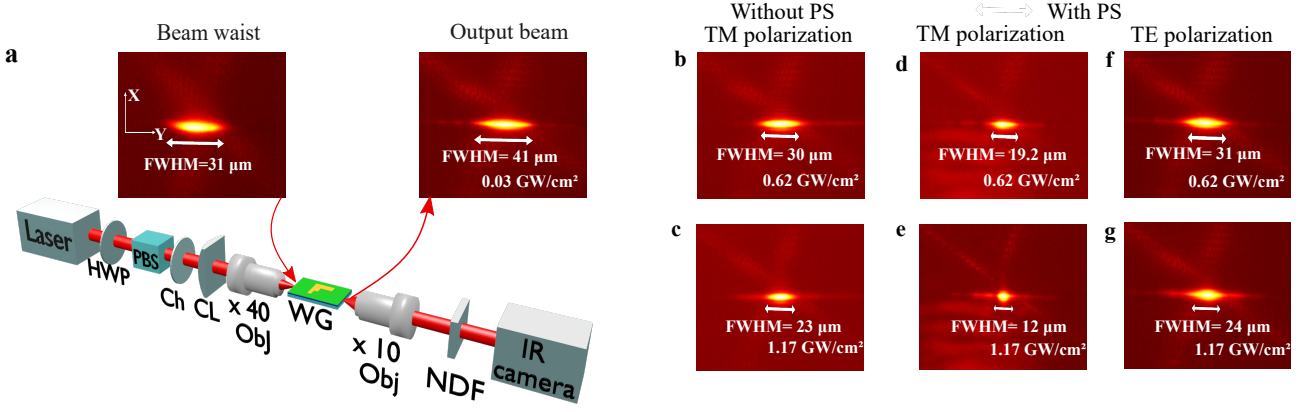 a
Beam waist
X
Y
FWHM=31 μm
Output beam
FWHM= 41 μm
0.03 GW/cm²
Laser
HWP
PBS
Ch
CL
x 40
Obj
WG
x 10
Obj
NDF
IR
camera
Without PS
TM polarization
With PS
TM polarization
TE polarization
b
FWHM= 30 μm
0.62 GW/cm²
d
FWHM= 19.2 μm
0.62 GW/cm²
f
FWHM= 31 μm
0.62 GW/cm²
c
FWHM= 23 μm
1.17 GW/cm²
e
FWHM= 12 μm
1.17 GW/cm²
g
FWHM= 24 μm
1.17 GW/cm²